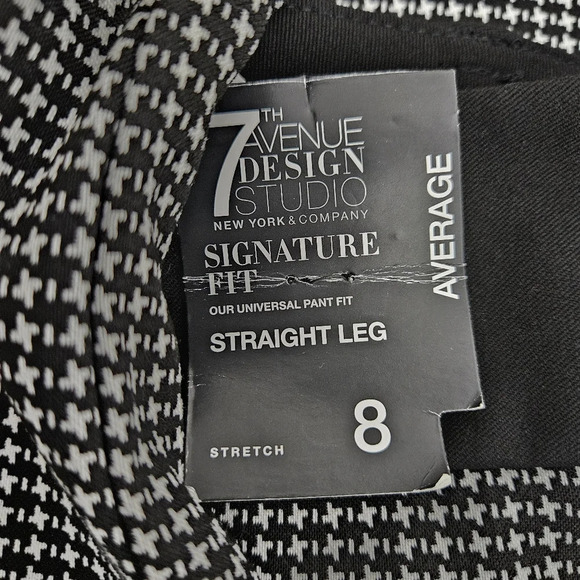 7TH
AVENUE
DESIGN
STUDIO
NEW YORK & COMPANY
SIGNATURE
FIT
OUR UNIVERSAL PANT FIT
STRAIGHT LEG
AVERAGE
STRETCH
8